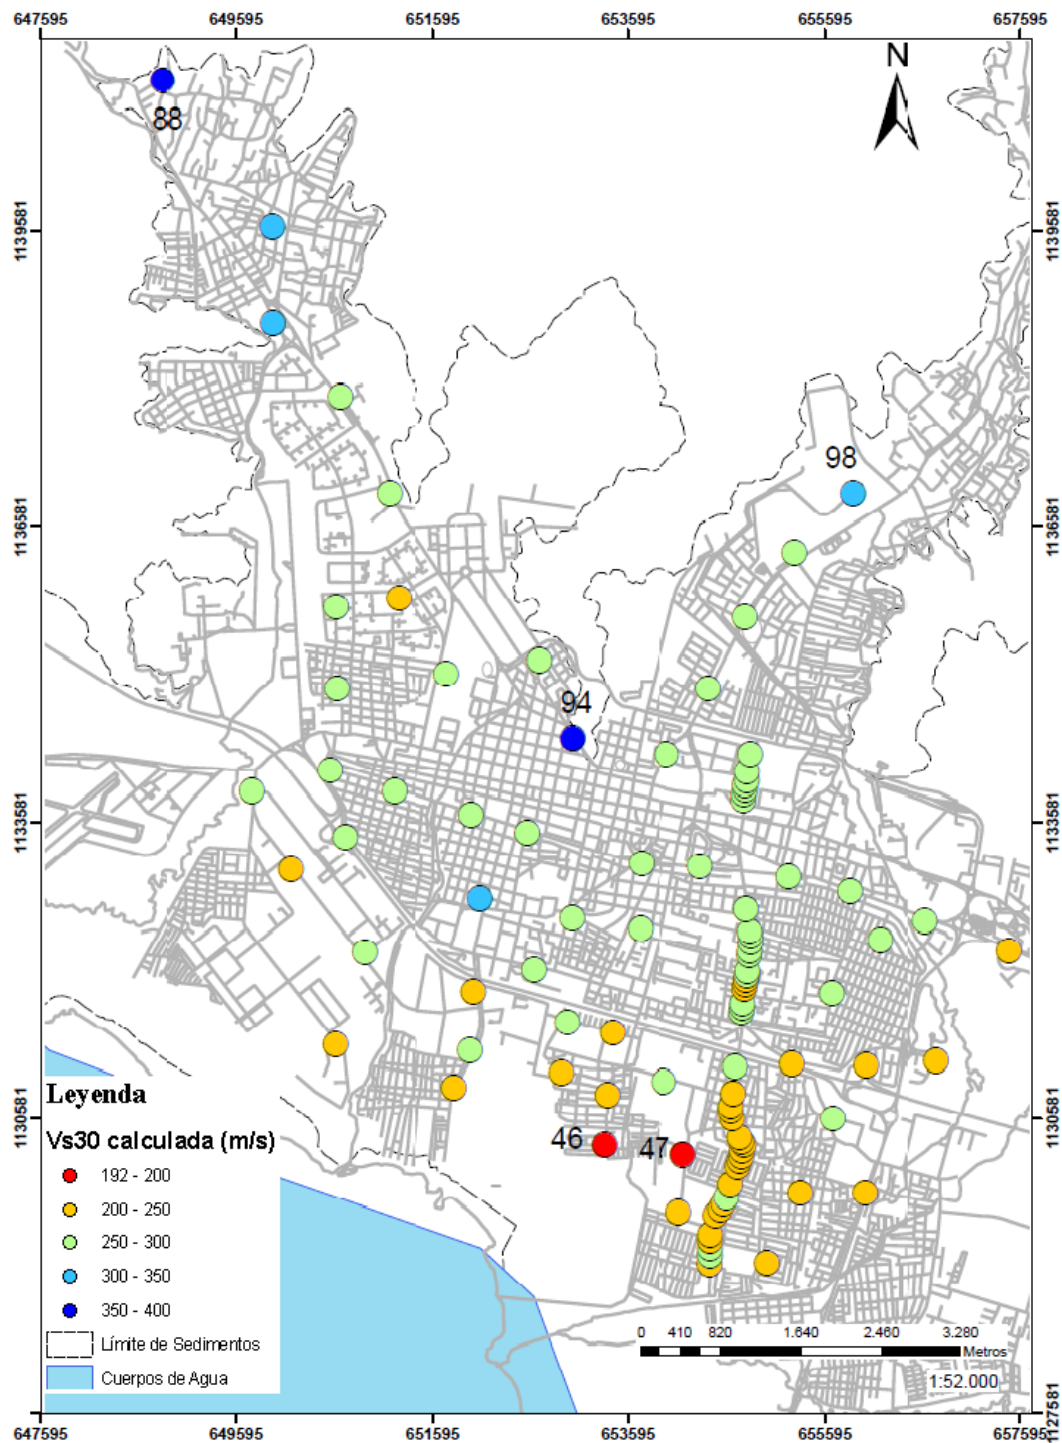 647595 649595 651595 653595 655595 657595
N
88
1139581 1139581
98
1136581 1136581
94
1133581 1133581
1130581 1130581
46 47
Leyenda
Vs30 calculada (m/s)
192 - 200
200 - 250
250 - 300
300 - 350
350 - 400
Límite de Sedimentos
Cuerpos de Agua
0 410 820 1.640 2.460 3.280
Metros
1:52.000
1127581
647595 649595 651595 653595 655595 657595